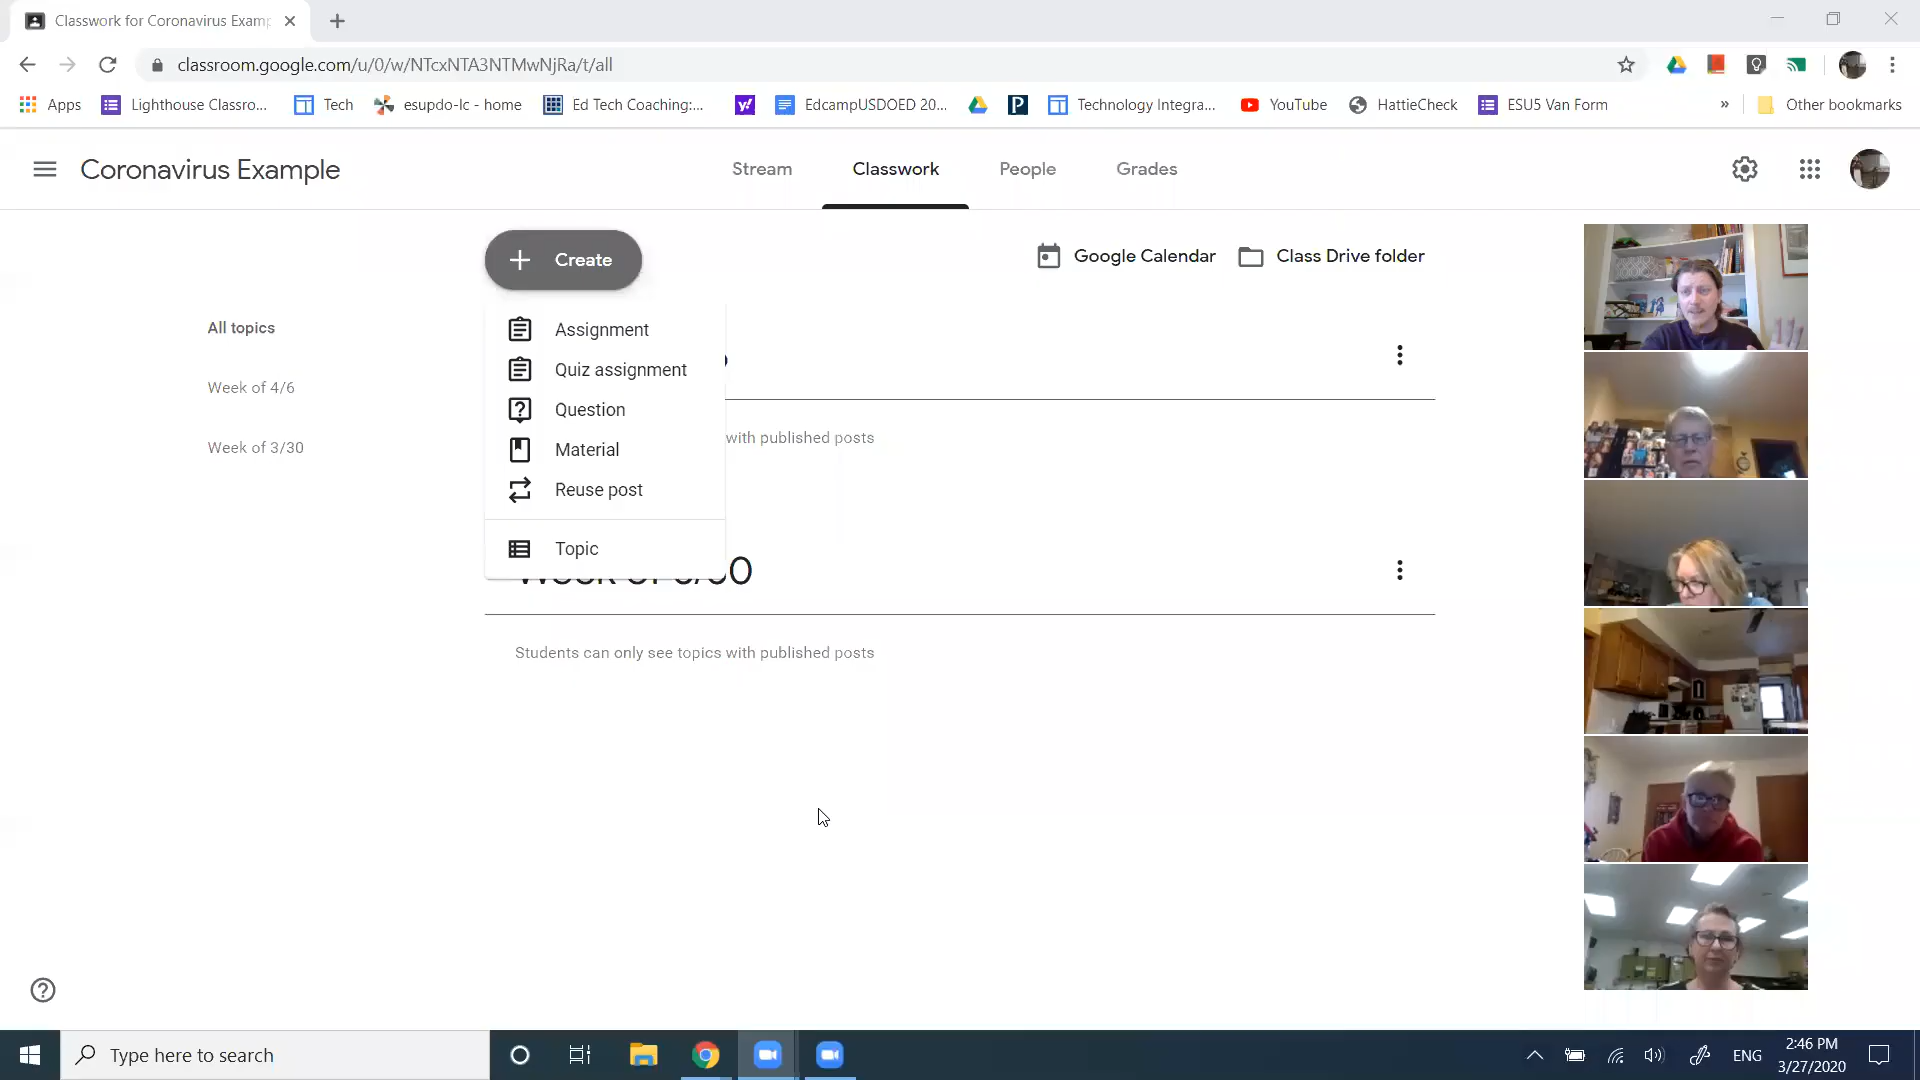 Classwork for Coronavirus Examp
classroom.google.com/u/0/w/NTcxNTA3NTMwNjRa/t/all
Apps Lighthouse Classro... Tech esupdo-lc - home Ed Tech Coaching:... EdcampUSDOED 20... Technology Integra... YouTube HattieCheck ESU5 Van Form » Other bookmarks
Coronavirus Example Stream Classwork People Grades
Create Google Calendar Class Drive folder
All topics
Week of 4/6
Week of 3/30
Assignment
Quiz assignment
Question
Material
Reuse post
Topic
with published posts
Week of 3/30
Students can only see topics with published posts
Type here to search
ENG
2:46 PM
3/27/2020